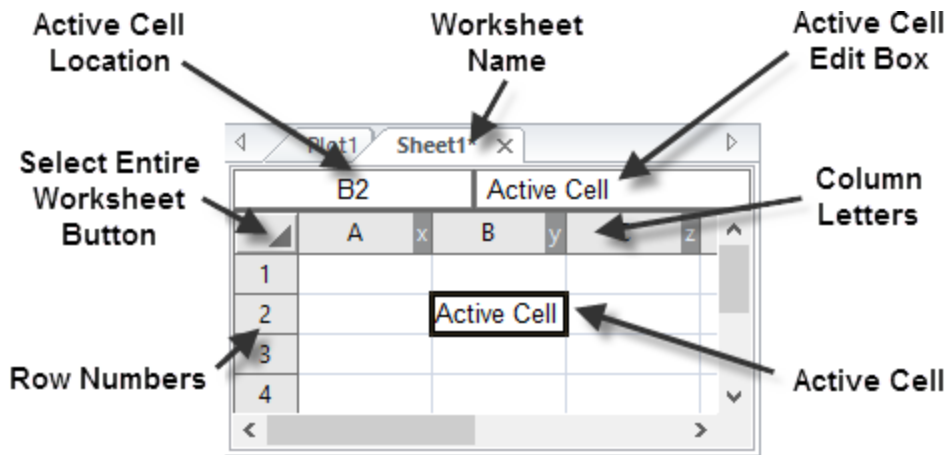 Active Cell
Location
Worksheet
Name
Active Cell
Edit Box
Plot1
Sheet1*
Select Entire
Worksheet
Button
B2
Active Cell
Column
Letters
A x B y z
1
2 Active Cell
3
Row Numbers
4
Active Cell